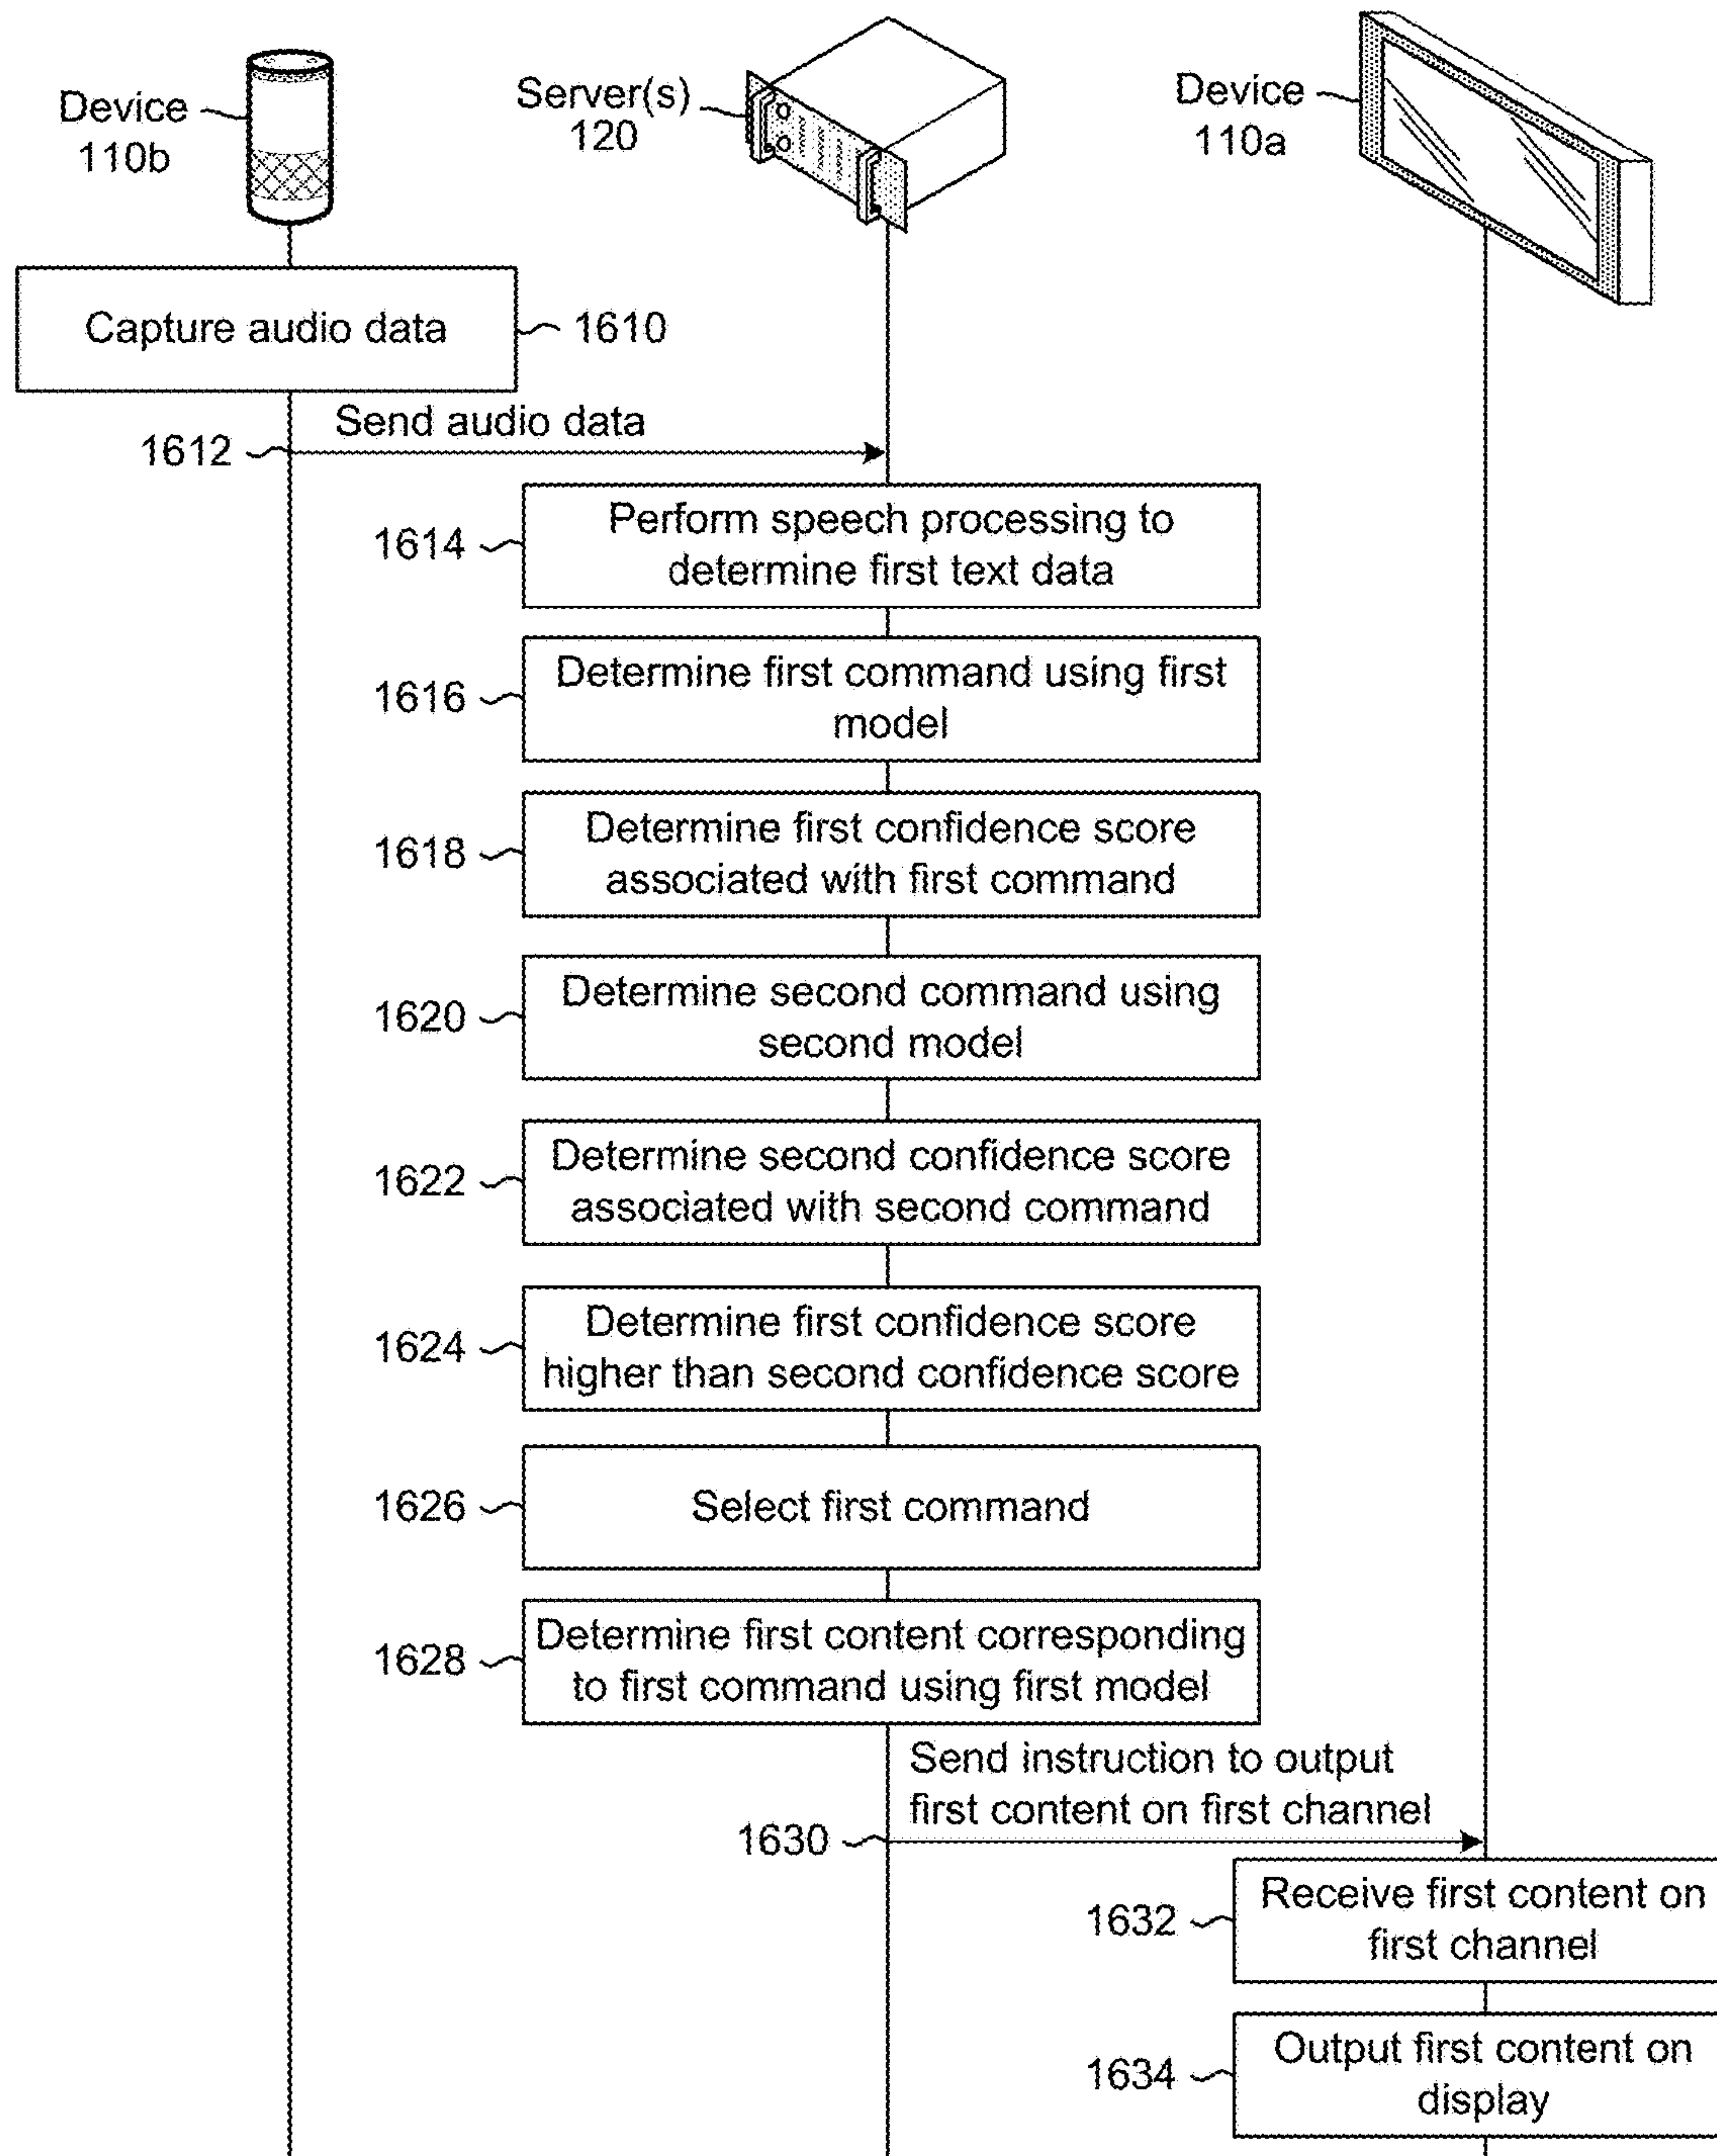 Device
110b
Server(s)
120
Device
110a
Capture audio data
1610
Send audio data
1612
1614
Perform speech processing to
determine first text data
1616
Determine first command using first
model
1618
Determine first confidence score
associated with first command
1620
Determine second command using
second model
1622
Determine second confidence score
associated with second command
1624
Determine first confidence score
higher than second confidence score
1626
Select first command
1628
Determine first content corresponding
to first command using first model
Send instruction to output
first content on first channel
1630
1632
Receive first content on
first channel
1634
Output first content on
display